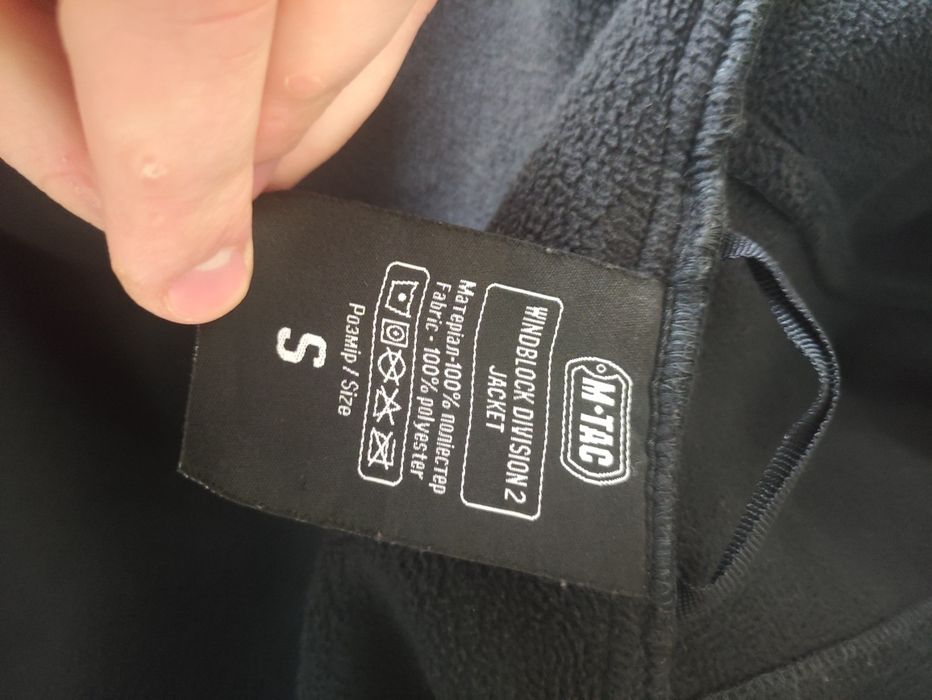 M·TAC
WINDBLOCK DIVISION 2
JACKET
Матеріал-100% поліестер
Fabric - 100% polyester
Розмір / Size
S